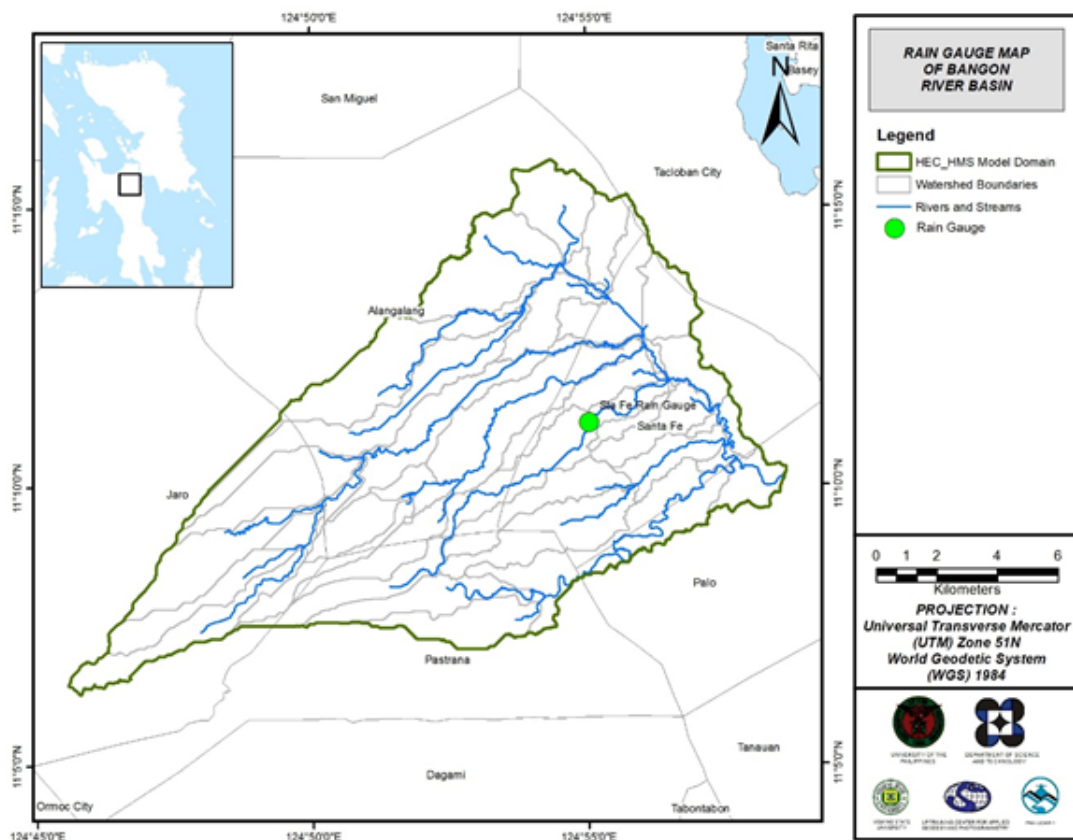 124°50'0"E
124°55'0"E
Santa Rita
N
Basey
San Miguel
Tacloban City
11°15'0"N
11°15'0"N
Alangalang
Sta Fe Rain Gauge
Santa Fe
11°10'0"N
11°10'0"N
Jaro
Palo
Pastrana
Tanauan
11°5'0"N
11°5'0"N
Dagami
Ormoc City
Tabontabon
124°45'0"E
124°50'0"E
124°55'0"E
RAIN GAUGE MAP
OF BANGON
RIVER BASIN
Legend
HEC_HMS Model Domain
Watershed Boundaries
Rivers and Streams
Rain Gauge
0 1 2 4 6
Kilometers
PROJECTION :
Universal Transverse Mercator
(UTM) Zone 51N
World Geodetic System
(WGS) 1984
UNIVERSITY OF THE
PHILIPPINES
DEPARTMENT OF SCIENCE
AND TECHNOLOGY